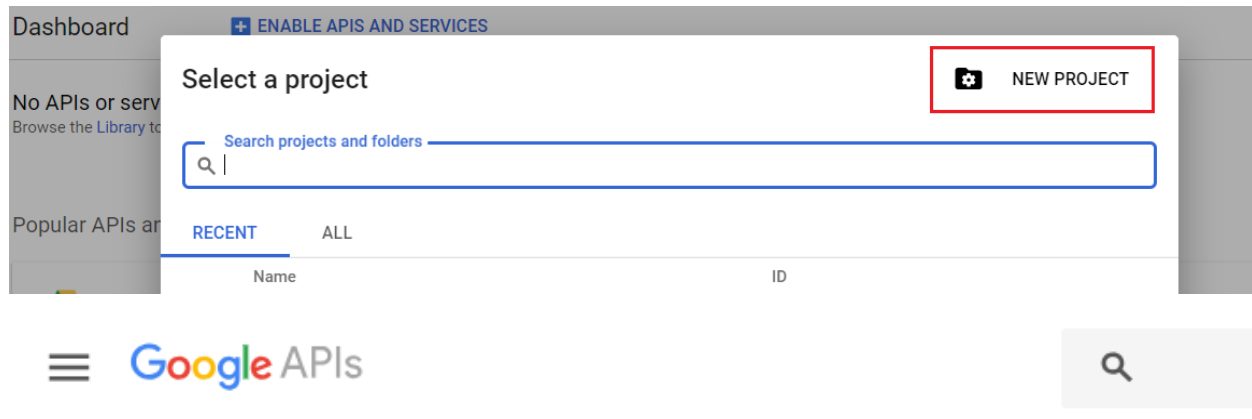 Dashboard
ENABLE APIS AND SERVICES
Select a project
NEW PROJECT
No APIs or serv
Browse the Library to
Search projects and folders
Popular APIs ar
RECENT
ALL
Name
ID
Google APIs